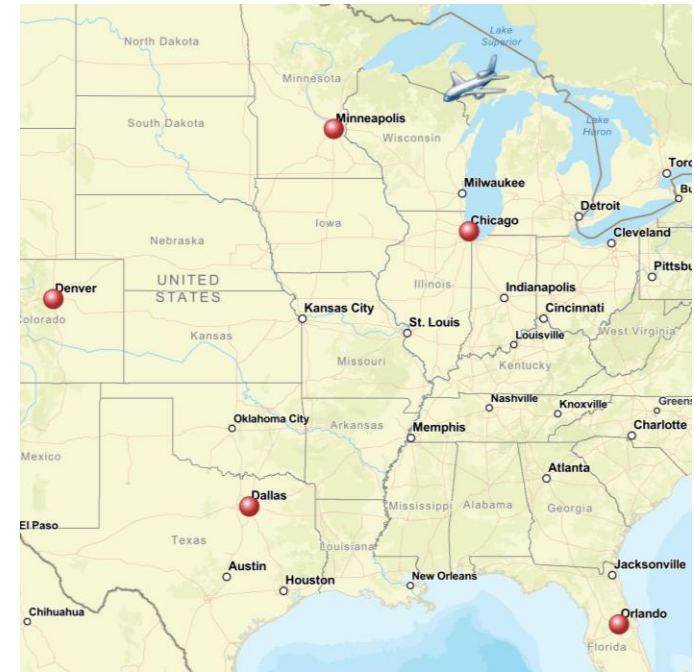 Lake
Superior
North Dakota
Minnesota
South Dakota
Minneapolis
Wisconsin
Lake
Huron
Milwaukee
Toro
Bu
Detroit
Chicago
Cleveland
Iowa
Nebraska
Pittsbu
Denver
UNITED
STATES
Illinois
Indianapolis
Colorado
Kansas City
Cincinnati
St. Louis
West Virginia
Kansas
Louisville
Missouri
Kentucky
Nashville
Knoxville
Greens
Oklahoma City
Arkansas
Memphis
Charlotte
Mexico
Atlanta
Dallas
Mississippi
Alabama
Georgia
El Paso
Texas
Louisiana
Austin
Houston
New Orleans
Jacksonville
Chihuahua
Orlando
Florida